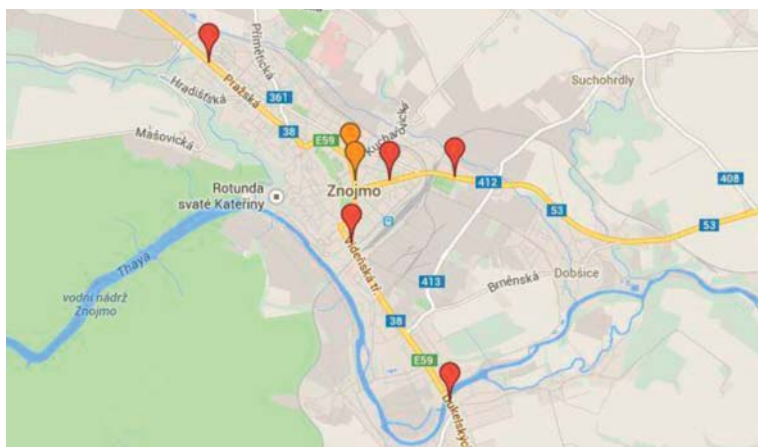 Přímětická
Suchohrdly
Hradišťská
Pražská
361
38
Mašovická
E59
Kuchařovická
412
408
Rotunda
svaté Kateřiny
Znojmo
53
53
Thaya
Vídeňská tř.
413
Brněnská
Dobšice
vodní nádrž
Znojmo
38
E59
Dukelských